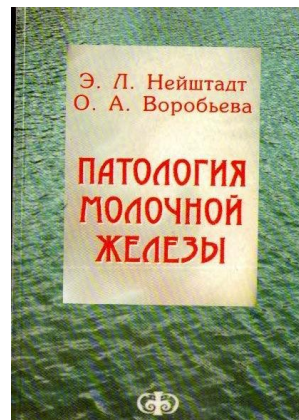 Э. Л. Нейштадт
О. А. Воробьева
ПАТОЛОГИЯ
МОЛОЧНОЙ
ЖЕЛЕЗЫ